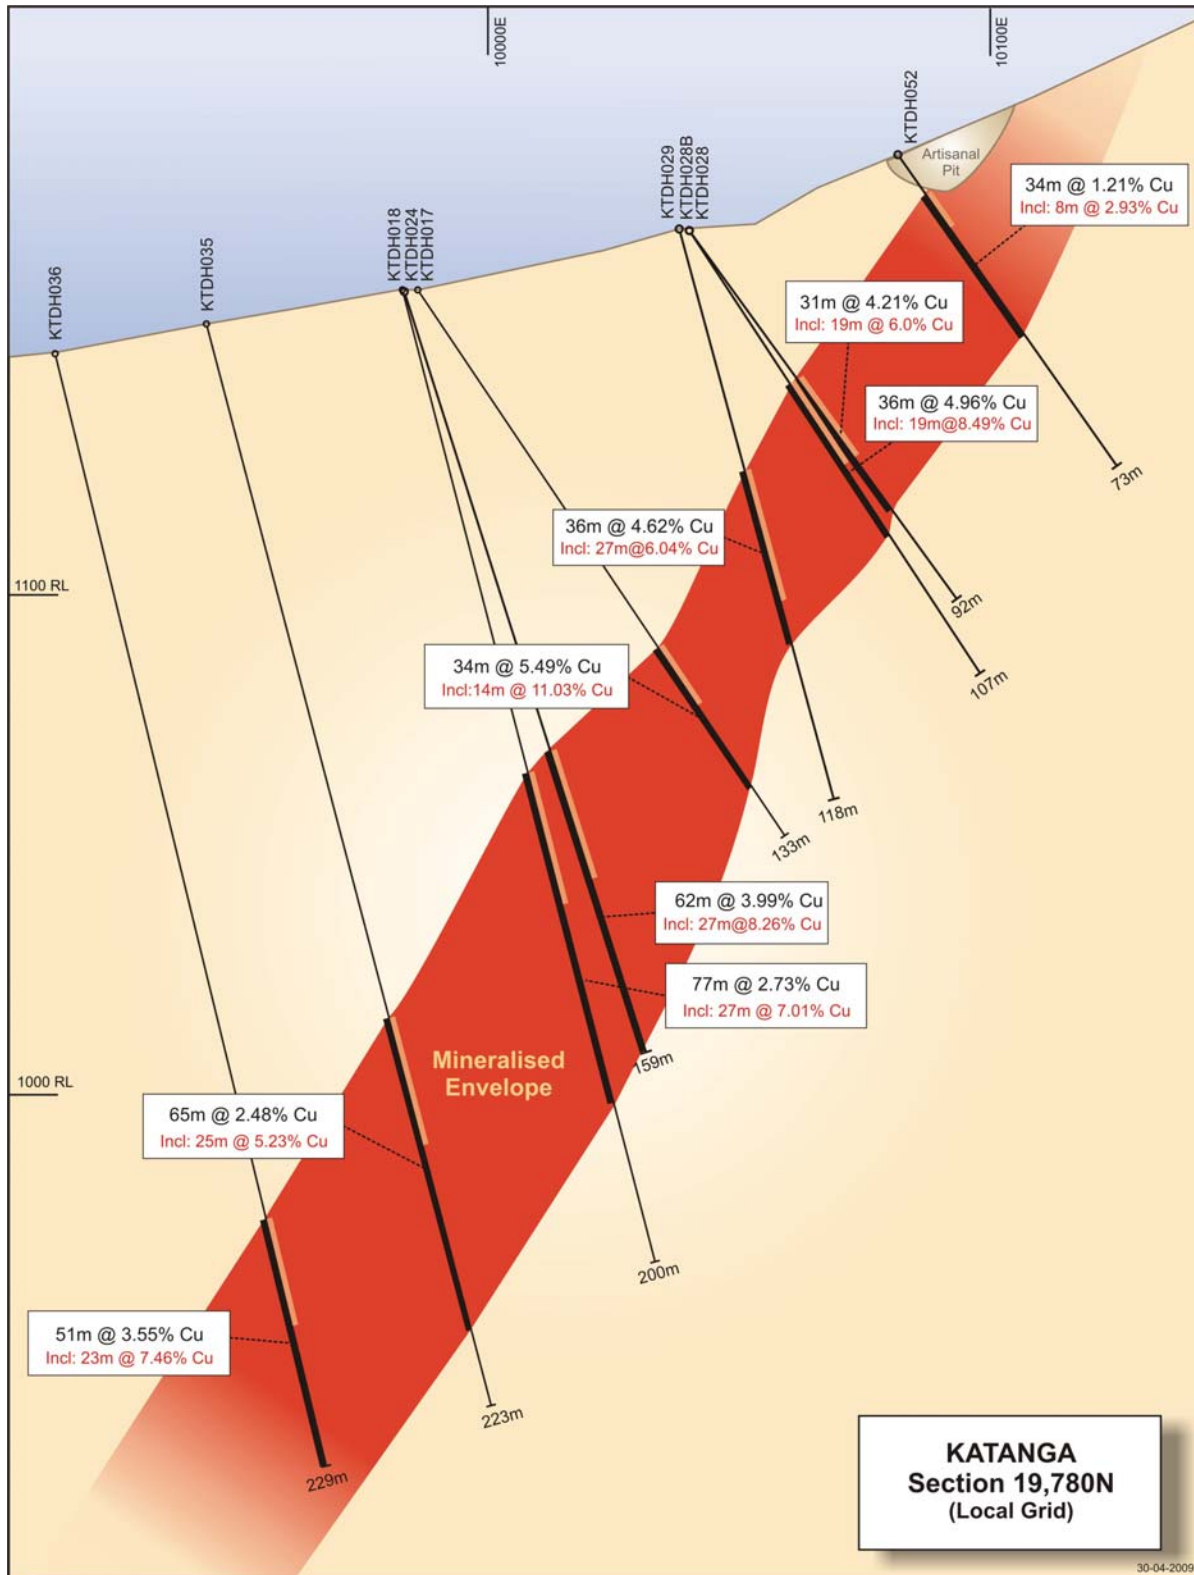 10000E
10100E
KTDH052
Artisanal
Pit
34m @ 1.21% Cu
Incl: 8m @ 2.93% Cu
KTDH029
KTDH028B
KTDH028
KTDH018
KTDH024
KTDH017
KTDH035
KTDH036
31m @ 4.21% Cu
Incl: 19m @ 6.0% Cu
36m @ 4.96% Cu
Incl: 19m@8.49% Cu
73m
36m @ 4.62% Cu
Incl: 27m@6.04% Cu
1100 RL
92m
34m @ 5.49% Cu
Incl:14m @ 11.03% Cu
107m
118m
133m
62m @ 3.99% Cu
Incl: 27m@8.26% Cu
77m @ 2.73% Cu
Incl: 27m @ 7.01% Cu
Mineralised
Envelope
159m
1000 RL
65m @ 2.48% Cu
Incl: 25m @ 5.23% Cu
200m
51m @ 3.55% Cu
Incl: 23m @ 7.46% Cu
223m
229m
KATANGA
Section 19,780N
(Local Grid)
30-04-2009